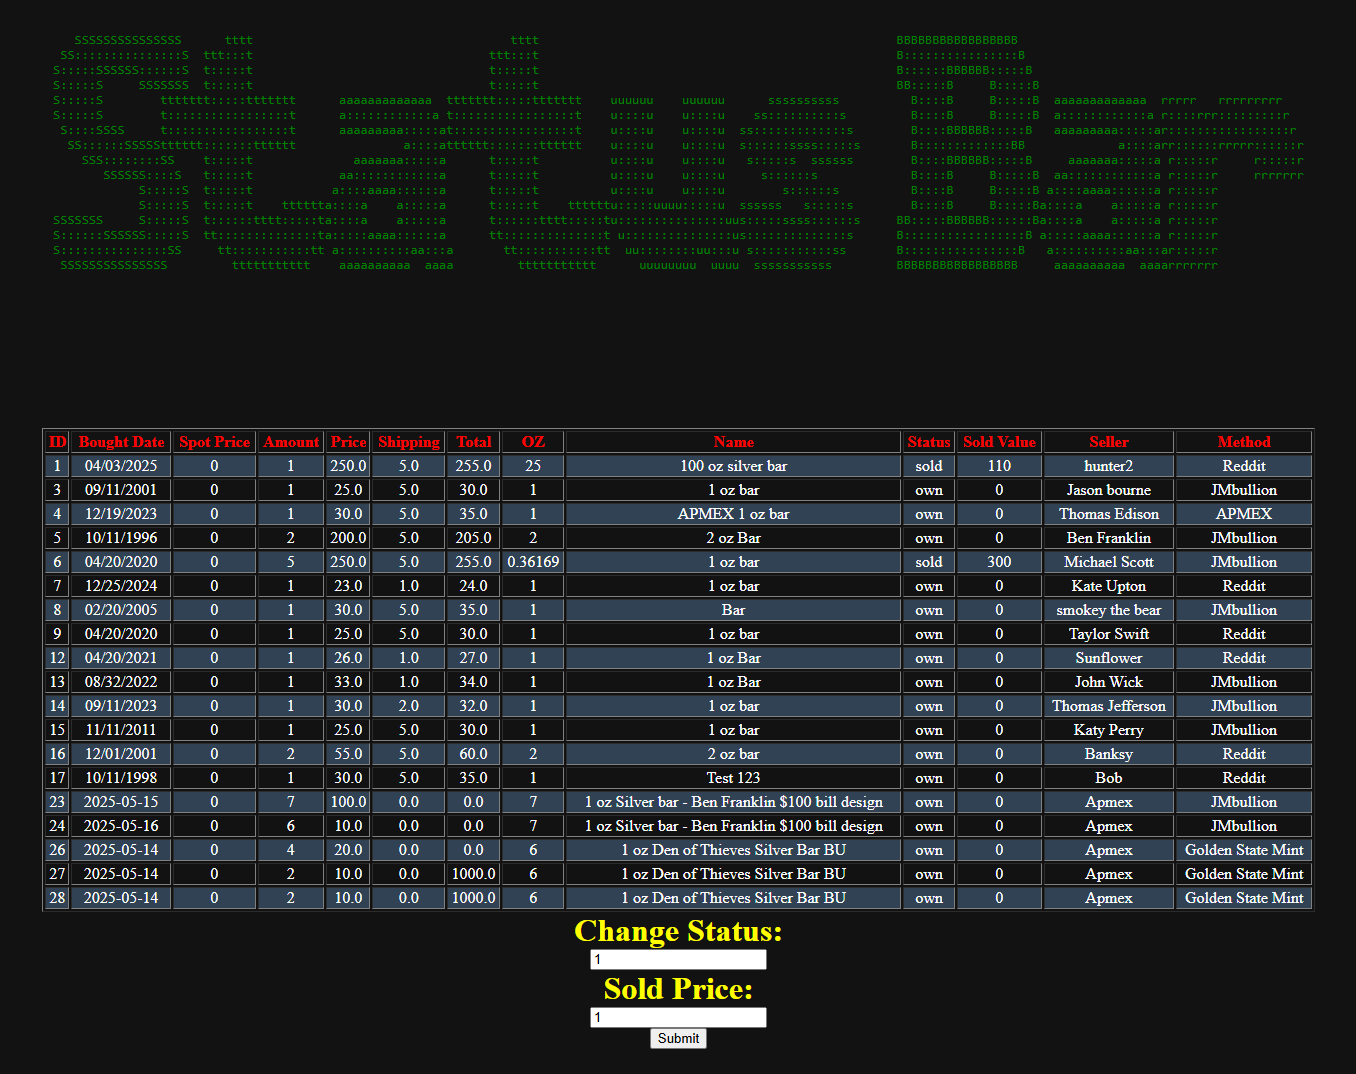 Status Bar
ID Bought Date Spot Price Amount Price Shipping Total OZ Name Status Sold Value Seller Method
1 04/03/2025 0 1 250.0 5.0 255.0 25 100 oz silver bar sold 110 hunter2 Reddit
3 09/11/2001 0 1 25.0 5.0 30.0 1 1 oz bar own 0 Jason bourne JMbullion
4 12/19/2023 0 1 30.0 5.0 35.0 1 APMEX 1 oz bar own 0 Thomas Edison APMEX
5 10/11/1996 0 2 200.0 5.0 205.0 2 2 oz Bar own 0 Ben Franklin JMbullion
6 04/20/2020 0 5 250.0 5.0 255.0 0.36169 1 oz bar sold 300 Michael Scott JMbullion
7 12/25/2024 0 1 23.0 1.0 24.0 1 1 oz bar own 0 Kate Upton Reddit
8 02/20/2005 0 1 30.0 5.0 35.0 1 Bar own 0 smokey the bear JMbullion
9 04/20/2020 0 1 25.0 5.0 30.0 1 1 oz bar own 0 Taylor Swift Reddit
12 04/20/2021 0 1 26.0 1.0 27.0 1 1 oz Bar own 0 Sunflower Reddit
13 08/32/2022 0 1 33.0 1.0 34.0 1 1 oz Bar own 0 John Wick JMbullion
14 09/11/2023 0 1 30.0 2.0 32.0 1 1 oz bar own 0 Thomas Jefferson JMbullion
15 11/11/2011 0 1 25.0 5.0 30.0 1 1 oz bar own 0 Katy Perry JMbullion
16 12/01/2001 0 2 55.0 5.0 60.0 2 2 oz bar own 0 Banksy Reddit
17 10/11/1998 0 1 30.0 5.0 35.0 1 Test 123 own 0 Bob Reddit
23 2025-05-15 0 7 100.0 0.0 0.0 7 1 oz Silver bar - Ben Franklin $100 bill design own 0 Apmex JMbullion
24 2025-05-16 0 6 10.0 0.0 0.0 7 1 oz Silver bar - Ben Franklin $100 bill design own 0 Apmex JMbullion
26 2025-05-14 0 4 20.0 0.0 0.0 6 1 oz Den of Thieves Silver Bar BU own 0 Apmex Golden State Mint
27 2025-05-14 0 2 10.0 0.0 1000.0 6 1 oz Den of Thieves Silver Bar BU own 0 Apmex Golden State Mint
28 2025-05-14 0 2 10.0 0.0 1000.0 6 1 oz Den of Thieves Silver Bar BU own 0 Apmex Golden State Mint
Change Status:
1
Sold Price:
1
Submit